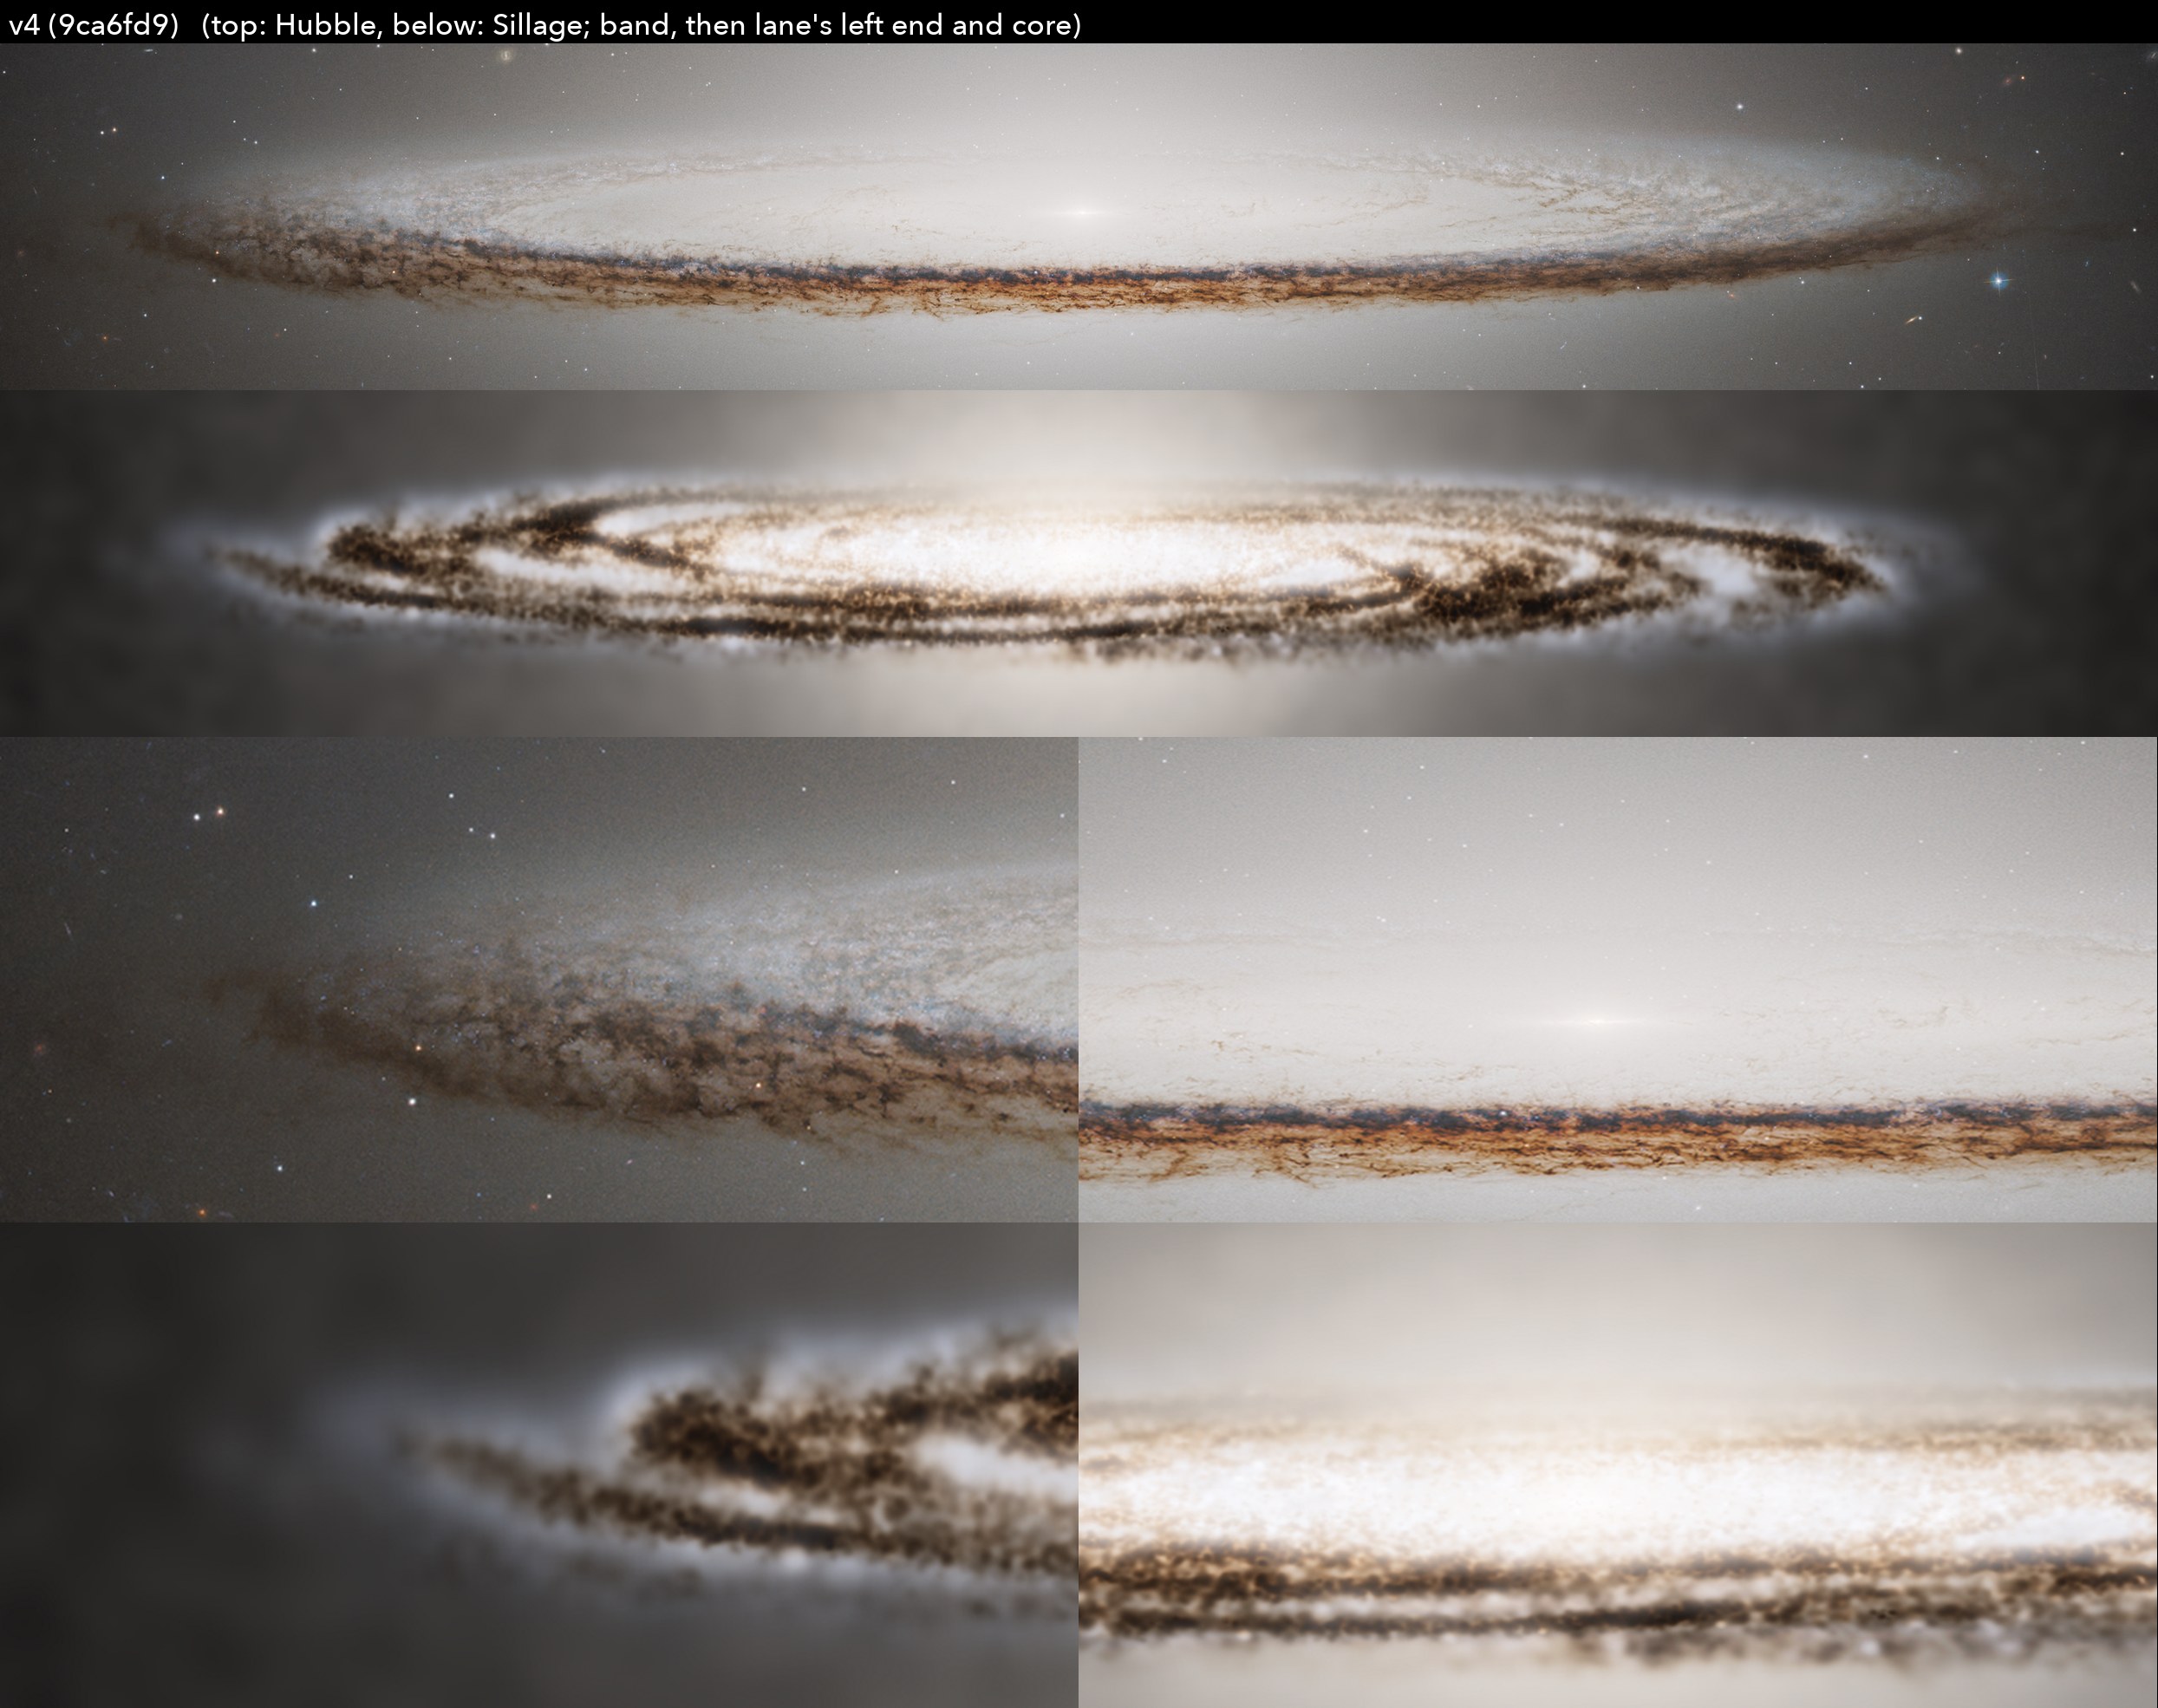 v4 (9ca6fd9) (top: Hubble, below: Sillage; band, then lane's left end and core)